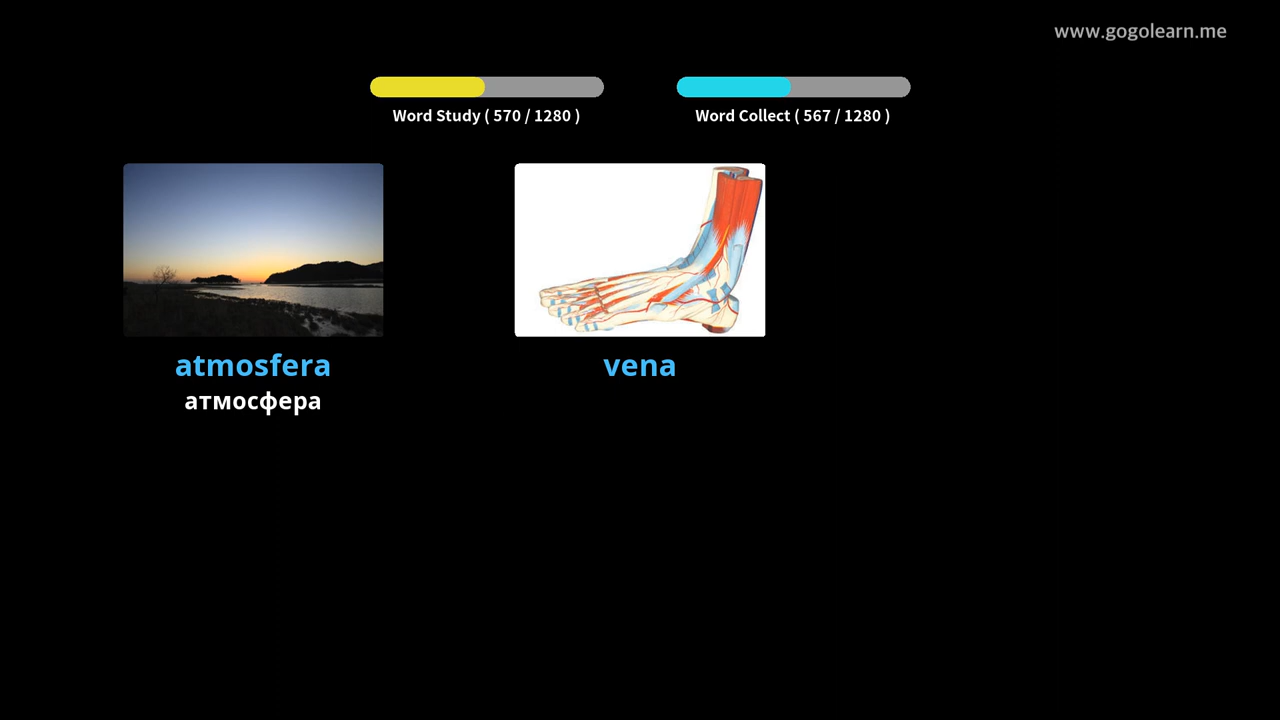 www.gogolearn.me
Word Study ( 570 / 1280 )
Word Collect ( 567 / 1280 )
atmosfera
атмосфера
vena